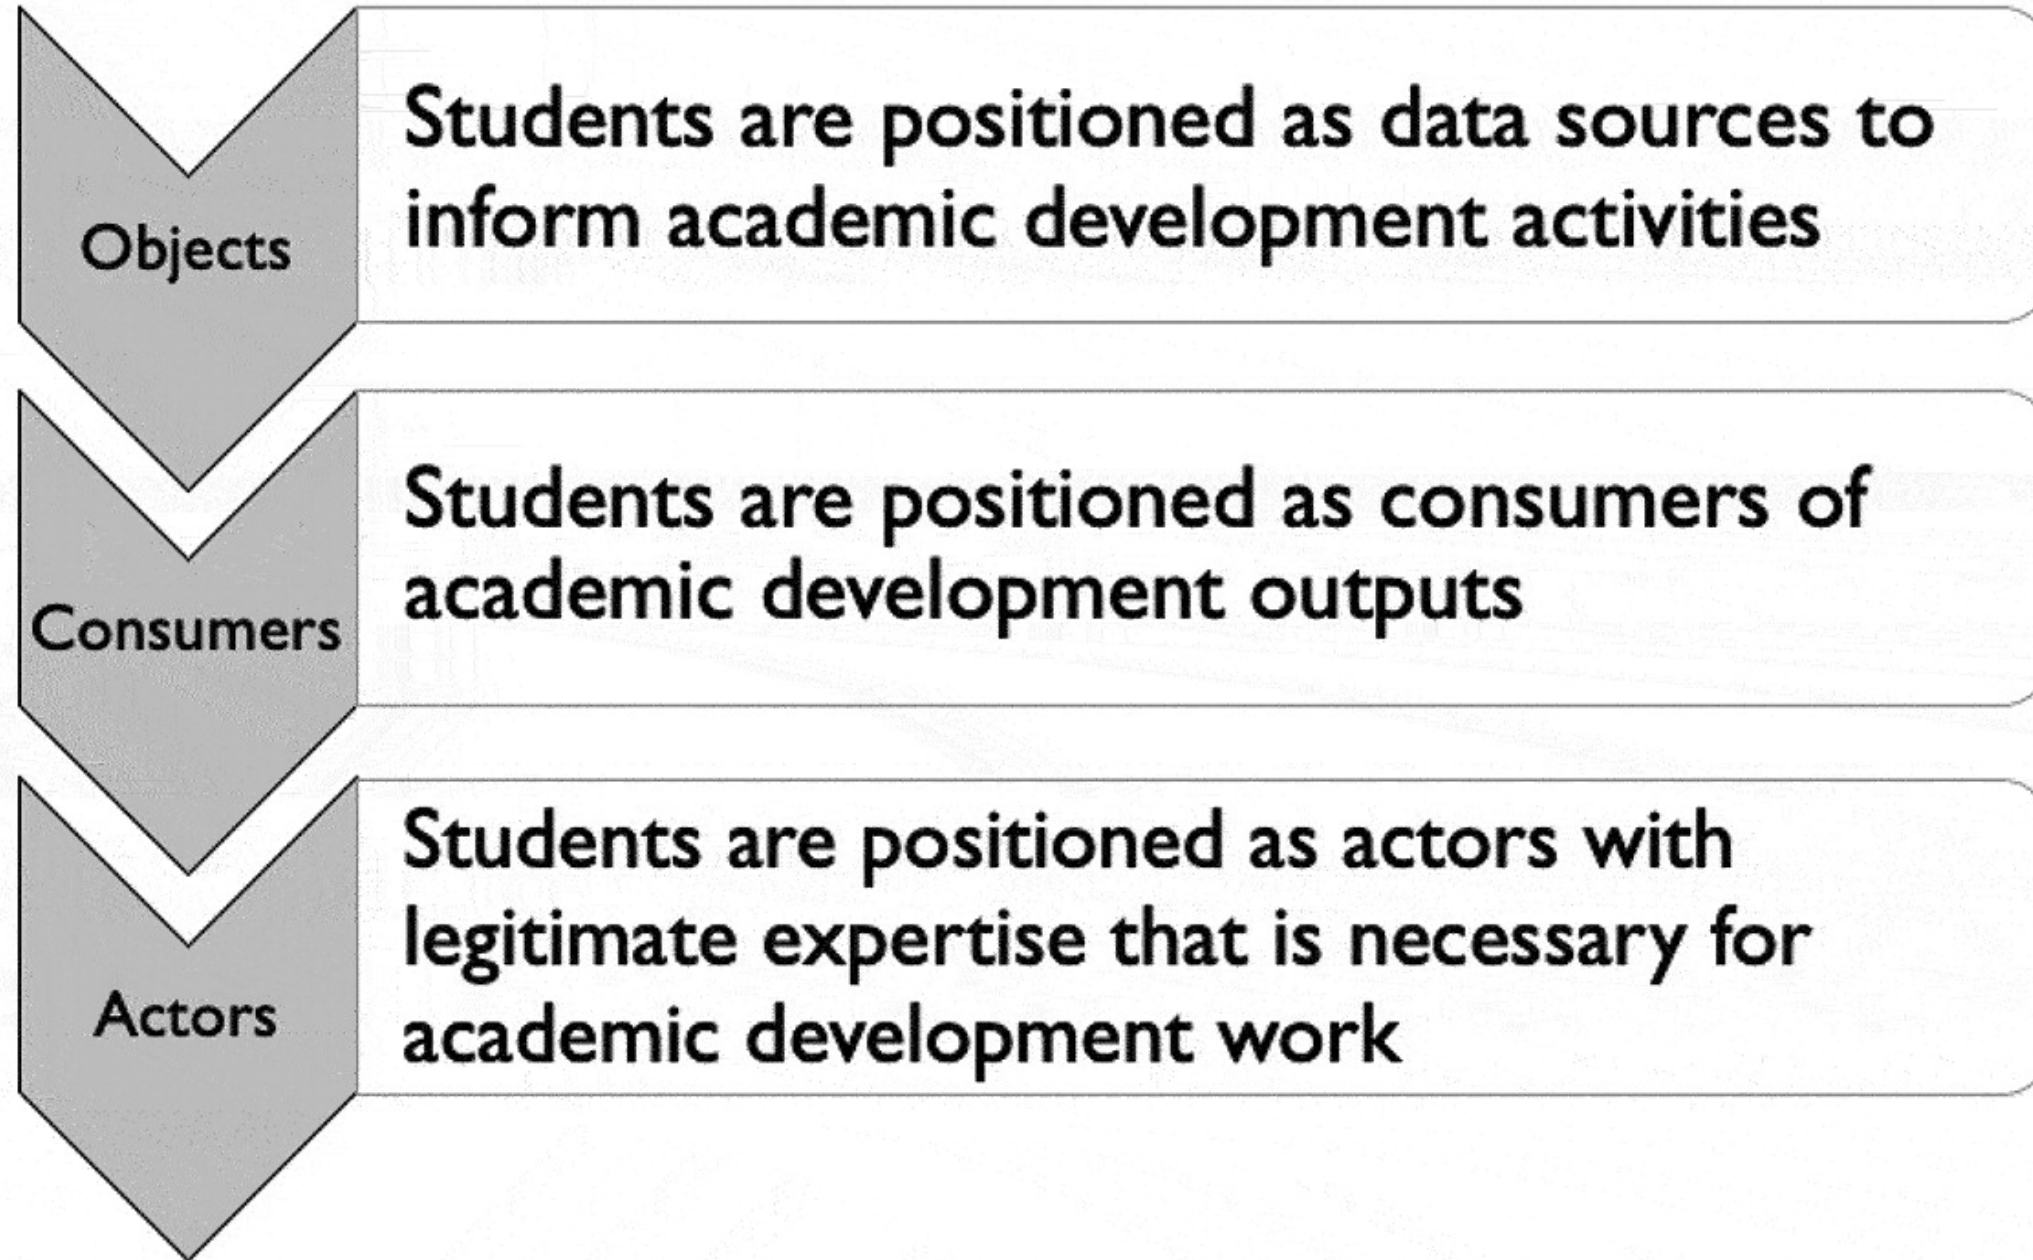 Objects
Students are positioned as data sources to
inform academic development activities
Consumers
Students are positioned as consumers of
academic development outputs
Actors
Students are positioned as actors with
legitimate expertise that is necessary for
academic development work